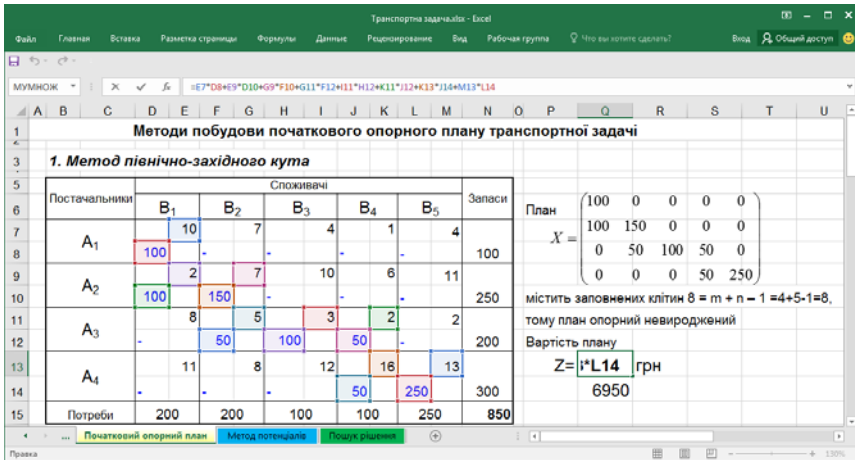 Транспортна задача.xlsx - Excel
Файл Главная Вставка Разметка страницы Формулы Данные Рецензирование Вид Рабочая группа Что вы хотите сделать? Вход Общий доступ
МУМНОЖ fx =E7*D8+E9*D10+G9*F10+G11*F12+I11*H12+K11*J12+K13*J14+M13*L14
A B C D E F G H I J K L M N O P Q R S T U
1 Методи побудови початкового опорного плану транспортної задачі
3 1. Метод північно-західного кута
5 Постачальники Споживачі Запаси
6 B1 B2 B3 B4 B5
7 A1 10 7 4 1 4
8 100 - - - - 100
9 A2 2 7 10 6 11
10 100 150 - - - 250
11 A3 8 5 3 2 2
12 - 50 100 50 - 200
13 A4 11 8 12 16 13
14 - - - 50 250 300
15 Потреби 200 200 100 100 250 850
План
X =
100 0 0 0 0
100 150 0 0 0
0 50 100 50 0
0 0 0 50 250
містить заповнених клітин 8 = m + n – 1 =4+5-1=8,
тому план опорний невироджений
Вартість плану
Z= *L14 грн
6950
... Початковий опорний план Метод потенціалів Пошук рішення
Правка 130%